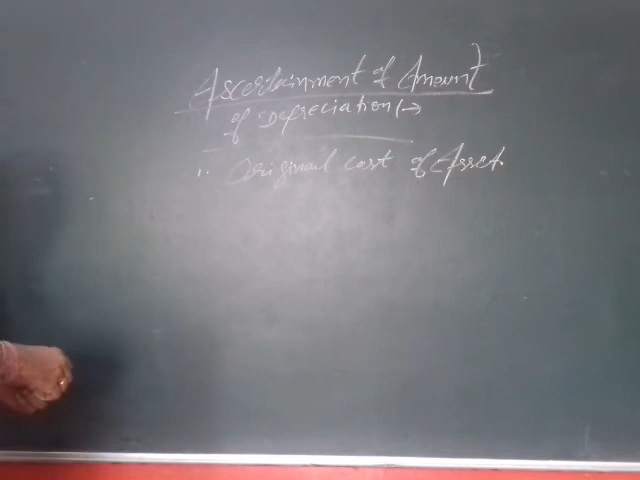 Ascertainment of Amount
of Depreciation :→
1. Original cost of Asset.